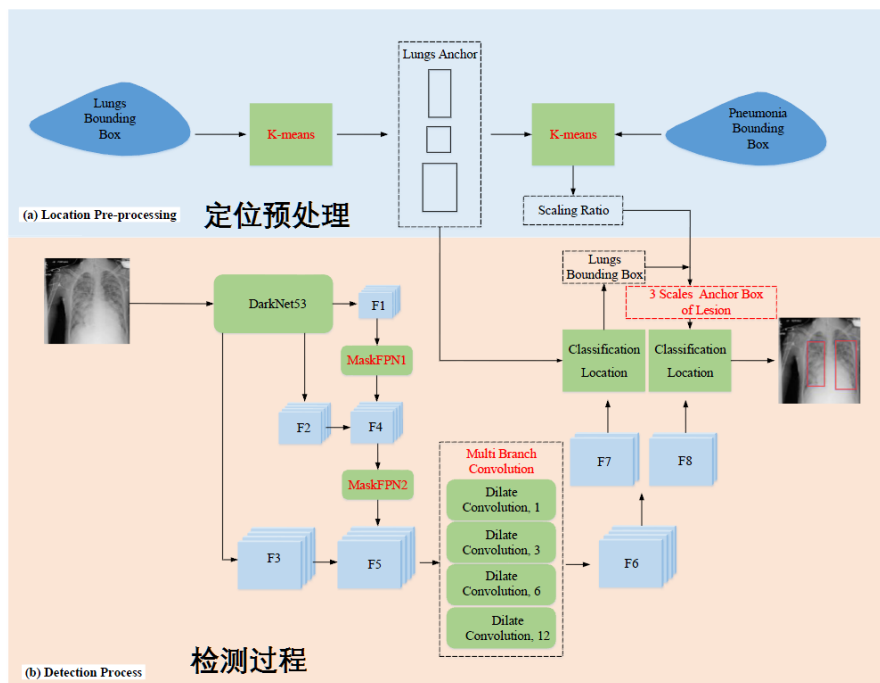 Lungs Anchor
Lungs
Bounding
Box
K-means
K-means
Pneumonia
Bounding
Box
Scaling Ratio
(a) Location Pre-processing
定位预处理
Lungs
Bounding Box
DarkNet53
F1
3 Scales Anchor Box
of Lesion
MaskFPN1
Classification
Location
Classification
Location
F2
F4
MaskFPN2
Multi Branch
Convolution
F7
F8
Dilate
Convolution, 1
Dilate
Convolution, 3
F3
F5
Dilate
Convolution, 6
F6
Dilate
Convolution, 12
检测过程
(b) Detection Process